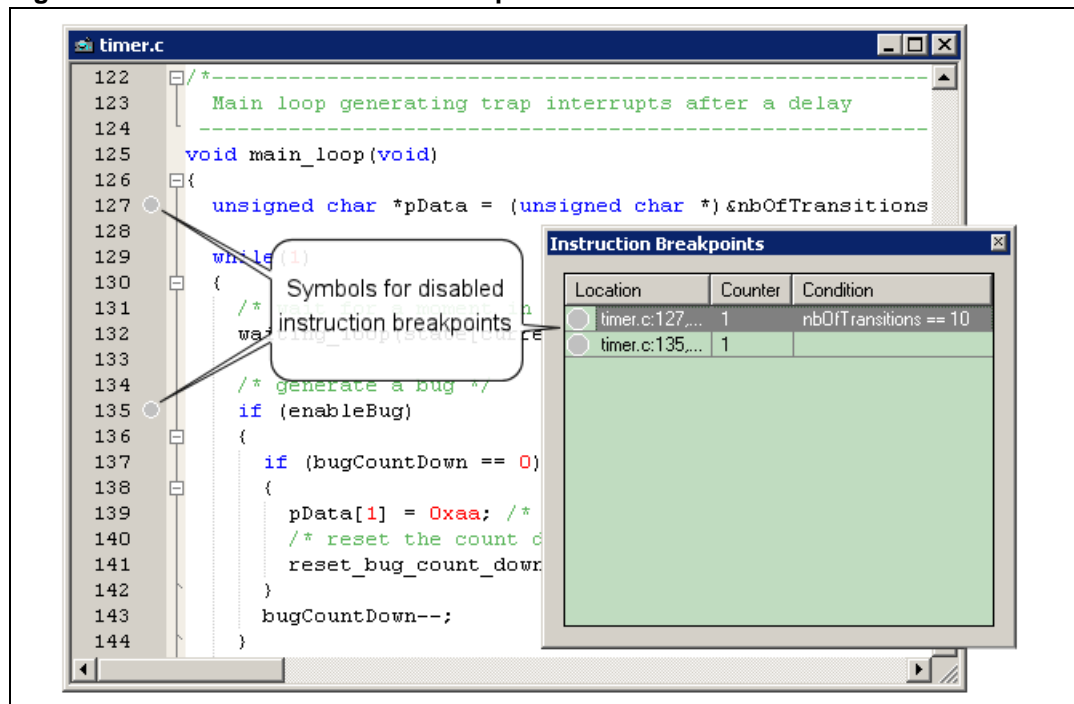 timer.c
122 /*-------------------------------------------------------
123 Main loop generating trap interrupts after a delay
124 --------------------------------------------------------
125 void main_loop(void)
126 {
127 unsigned char *pData = (unsigned char *)&nbOfTransitions
128
129 while(1)
130 {
131 /*
132
133
134 /* generate a bug */
135 if (enableBug)
136 {
137 if (bugCountDown == 0)
138 {
139 pData[1] = 0xaa; /*
140 /* reset the count d
141 reset_bug_count_down
142 }
143 bugCountDown--;
144 }
Symbols for disabled
instruction breakpoints
Instruction Breakpoints
Location Counter Condition
timer.c:127,... 1 nbOfTransitions == 10
timer.c:135,... 1